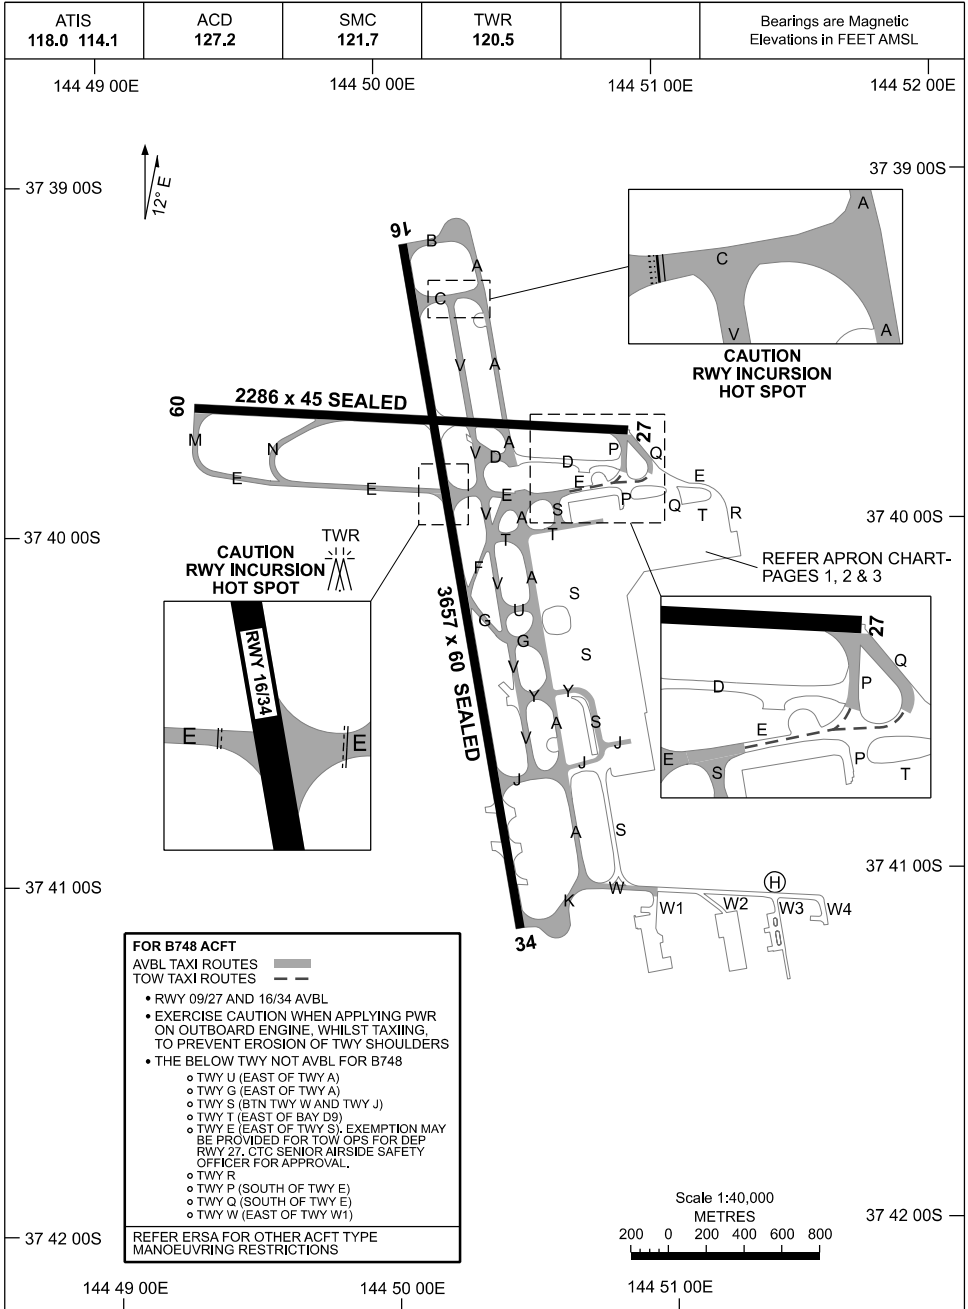 ATIS
118.0 114.1
ACD
127.2
SMC
121.7
TWR
120.5
Bearings are Magnetic
Elevations in FEET AMSL
144 49 00E
144 50 00E
144 51 00E
144 52 00E
37 39 00S
37 39 00S
12° E
16
B
A
C
A
C
V
A
CAUTION
RWY INCURSION
HOT SPOT
V
A
09
2286 x 45 SEALED
27
M
N
V
D
A
D
P
Q
E
E
E
E
E
P
Q
T
R
V
A
S
T
37 40 00S
37 40 00S
CAUTION
RWY INCURSION
HOT SPOT
TWR
T
REFER APRON CHART-
PAGES 1, 2 & 3
F
V
A
S
U
G
G
S
V
3657 x 60 SEALED
RWY 16/34
E
E
27
Q
P
D
E
E
S
P
T
Y
Y
A
S
V
J
J
J
A
S
37 41 00S
37 41 00S
K
W
H
W1
W2
W3
W4
34
FOR B748 ACFT
AVBL TAXI ROUTES
TOW TAXI ROUTES
• RWY 09/27 AND 16/34 AVBL
• EXERCISE CAUTION WHEN APPLYING PWR
ON OUTBOARD ENGINE, WHILST TAXIING,
TO PREVENT EROSION OF TWY SHOULDERS
• THE BELOW TWY NOT AVBL FOR B748
TWY U (EAST OF TWY A)
TWY G (EAST OF TWY A)
TWY S (BTN TWY W AND TWY J)
TWY T (EAST OF BAY D9)
TWY E (EAST OF TWY S). EXEMPTION MAY
BE PROVIDED FOR TOW OPS FOR DEP
RWY 27. CTC SENIOR AIRSIDE SAFETY
OFFICER FOR APPROVAL.
TWY R
TWY P (SOUTH OF TWY E)
TWY Q (SOUTH OF TWY E)
TWY W (EAST OF TWY W1)
REFER ERSA FOR OTHER ACFT TYPE
MANOEUVRING RESTRICTIONS
Scale 1:40,000
METRES
200 0 200 400 600 800
37 42 00S
37 42 00S
144 49 00E
144 50 00E
144 51 00E